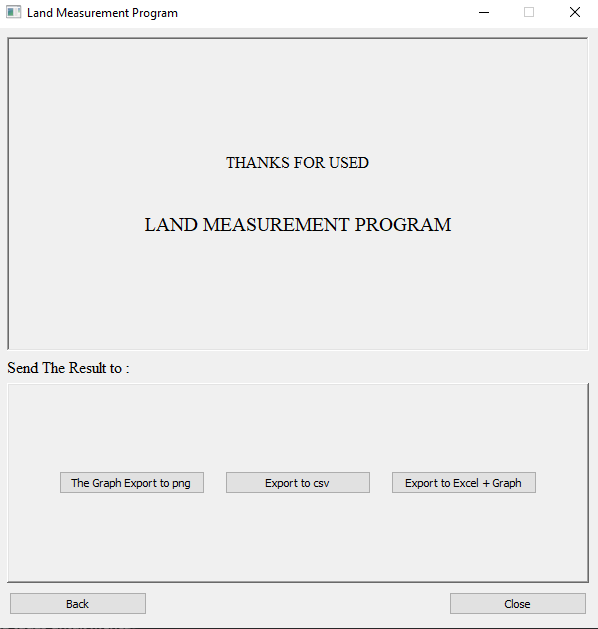 Land Measurement Program
THANKS FOR USED
LAND MEASUREMENT PROGRAM
Send The Result to :
The Graph Export to png
Export to csv
Export to Excel + Graph
Back
Close